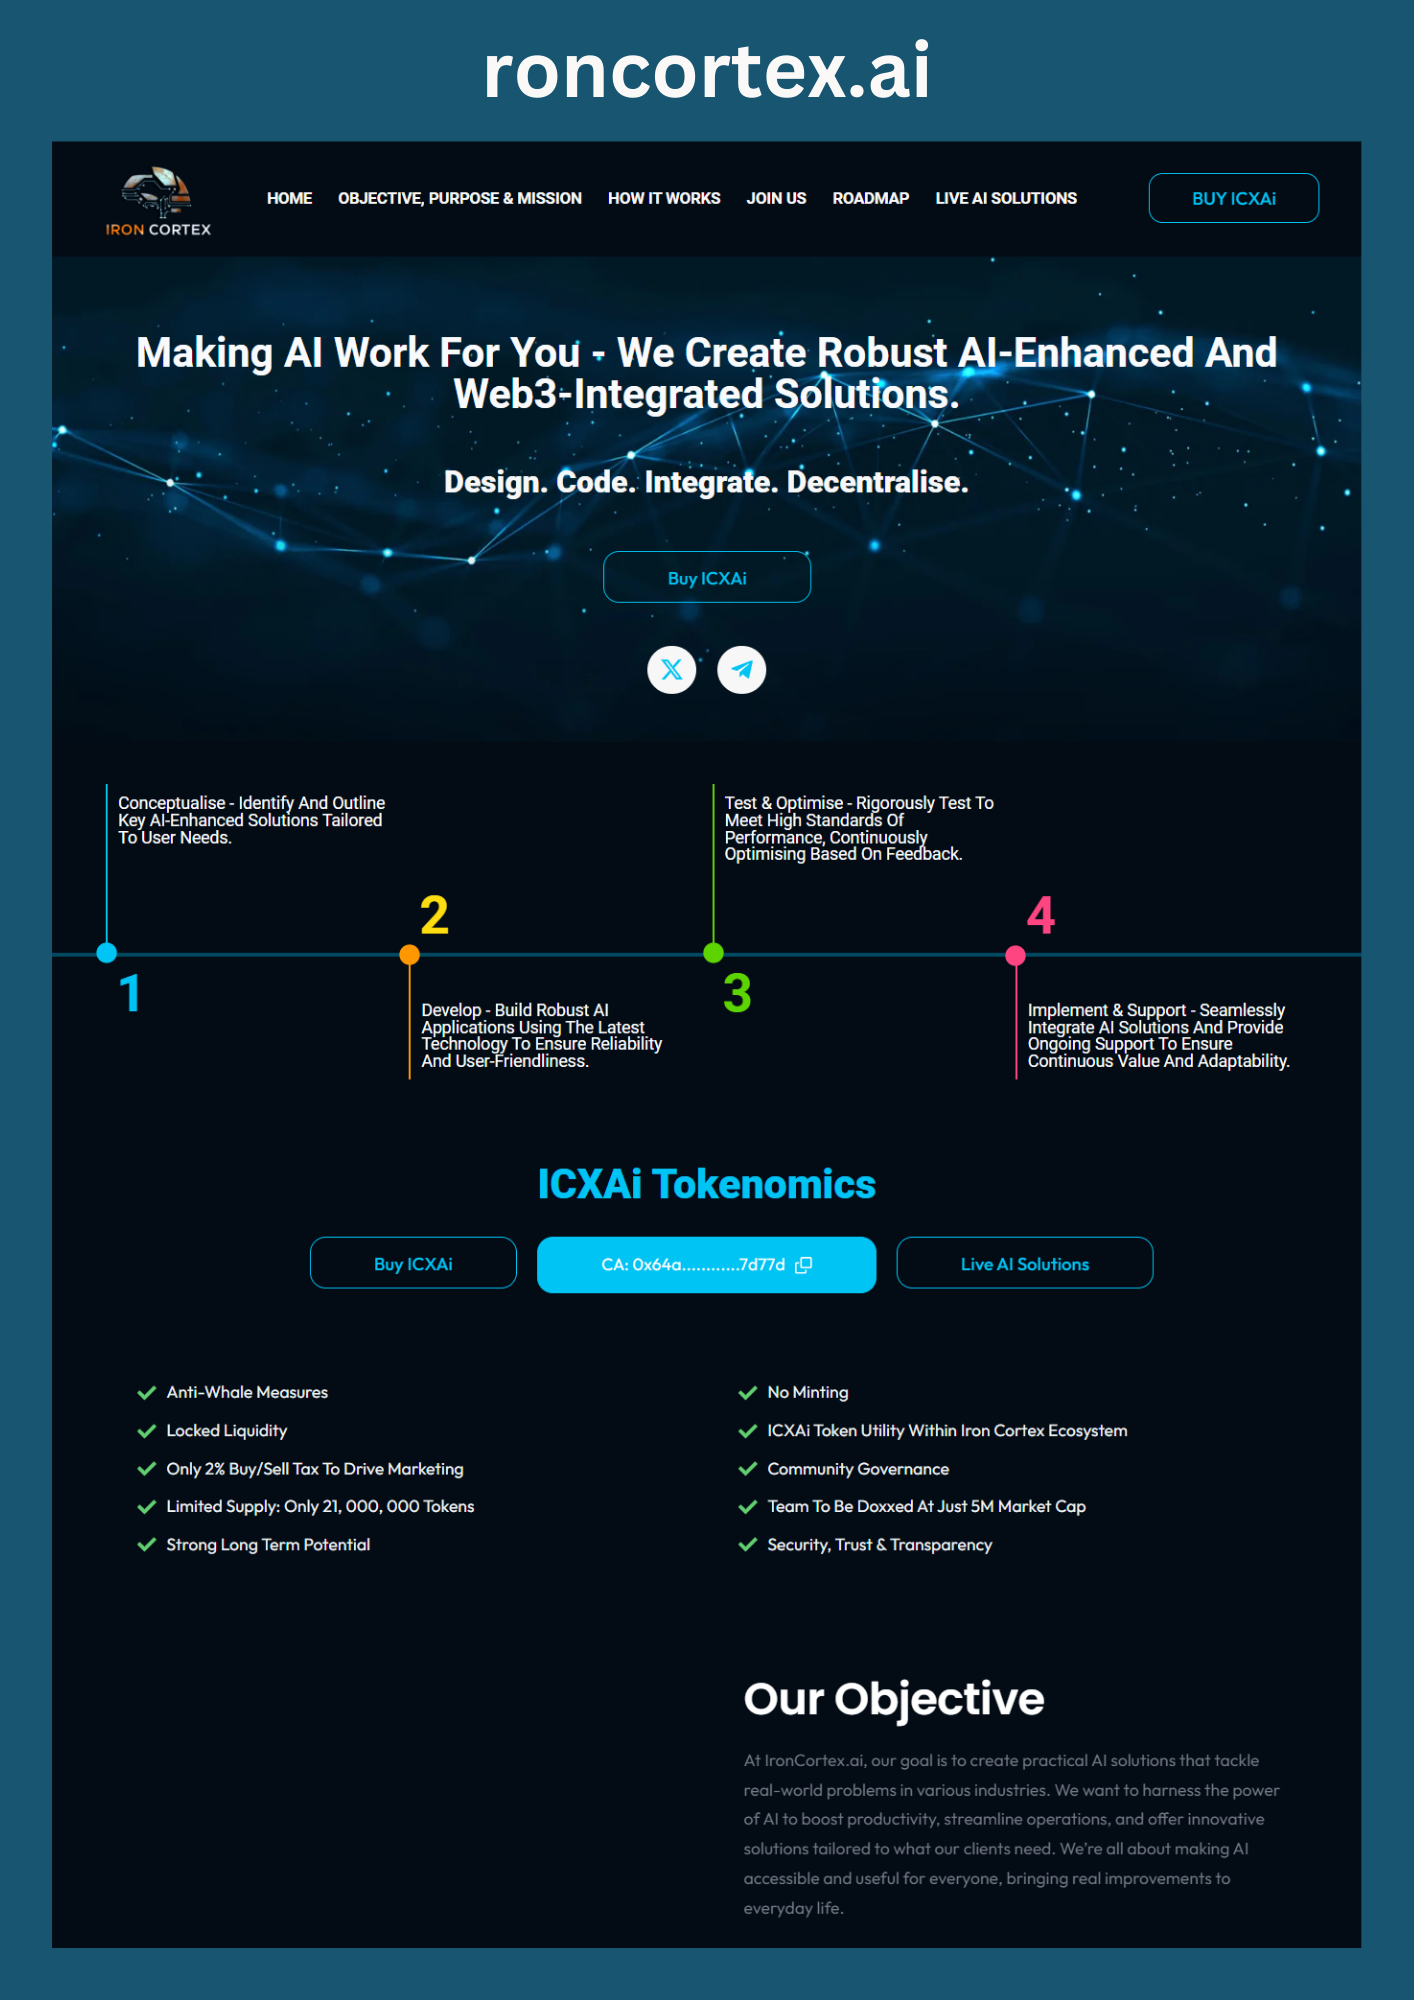 roncortex.ai
IRON CORTEX
HOME OBJECTIVE, PURPOSE & MISSION HOW IT WORKS JOIN US ROADMAP LIVE AI SOLUTIONS
BUY ICXAi
Making AI Work For You - We Create Robust AI-Enhanced And
Web3-Integrated Solutions.
Design. Code. Integrate. Decentralise.
Buy ICXAi
Conceptualise - Identify And Outline
Key AI-Enhanced Solutions Tailored
To User Needs.
1
2
Develop - Build Robust AI
Applications Using The Latest
Technology To Ensure Reliability
And User-Friendliness.
Test & Optimise - Rigorously Test To
Meet High Standards Of
Performance, Continuously
Optimising Based On Feedback.
3
4
Implement & Support - Seamlessly
Integrate AI Solutions And Provide
Ongoing Support To Ensure
Continuous Value And Adaptability.
ICXAi Tokenomics
Buy ICXAi
CA: 0x64a............7d77d
Live AI Solutions
Anti-Whale Measures
Locked Liquidity
Only 2% Buy/Sell Tax To Drive Marketing
Limited Supply: Only 21, 000, 000 Tokens
Strong Long Term Potential
No Minting
ICXAi Token Utility Within Iron Cortex Ecosystem
Community Governance
Team To Be Doxxed At Just 5M Market Cap
Security, Trust & Transparency
Our Objective
At IronCortex.ai, our goal is to create practical AI solutions that tackle
real-world problems in various industries. We want to harness the power
of AI to boost productivity, streamline operations, and offer innovative
solutions tailored to what our clients need. We're all about making AI
accessible and useful for everyone, bringing real improvements to
everyday life.